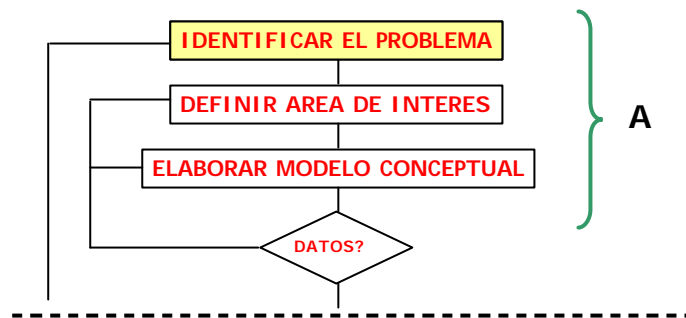 IDENTIFICAR EL PROBLEMA
DEFINIR AREA DE INTERES
A
ELABORAR MODELO CONCEPTUAL
DATOS?